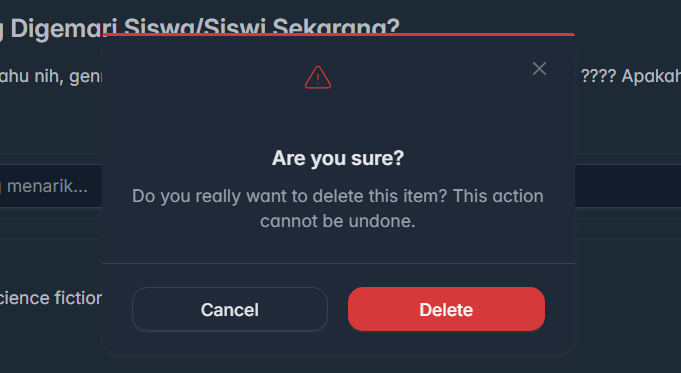 Digemari Siswa/Siswi Sekarang?
ahu nih, genr
???? Apakah
Are you sure?
menarik...
Do you really want to delete this item? This action
cannot be undone.
cience fiction
Cancel
Delete